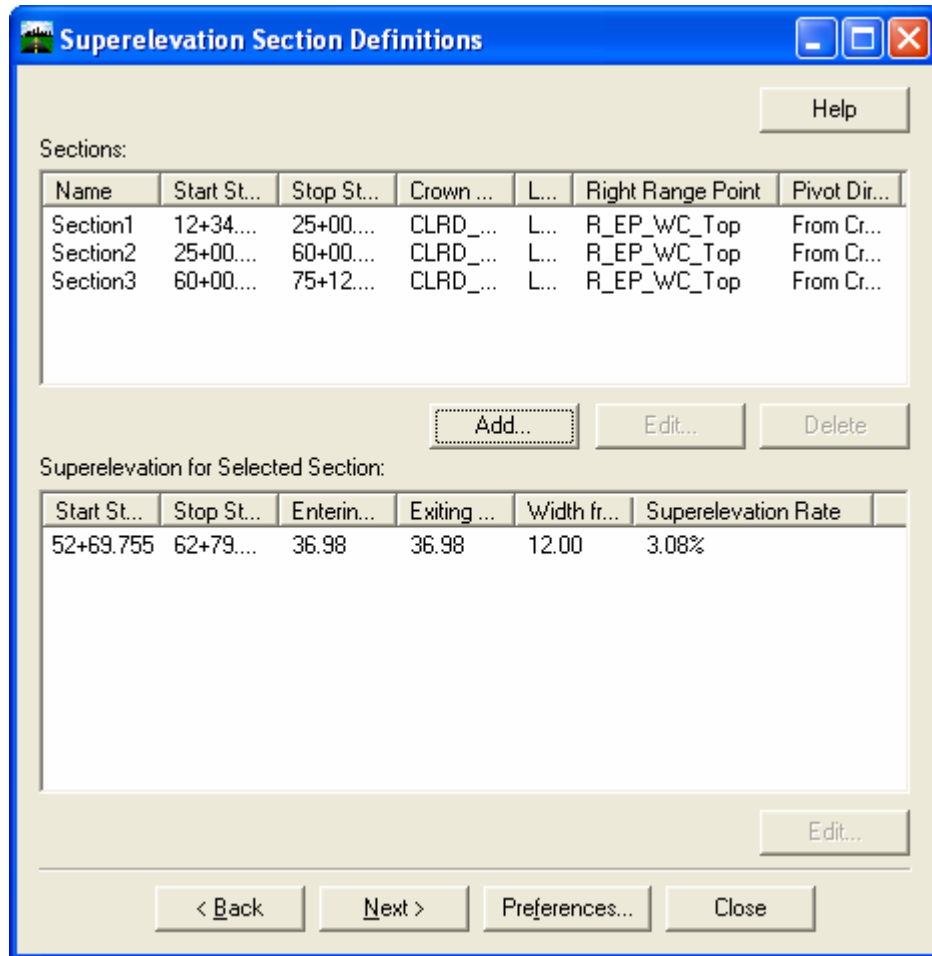 Superelevation Section Definitions
Help
Sections:
Name Start St... Stop St... Crown ... L... Right Range Point Pivot Dir...
Section1 12+34.... 25+00.... CLRD_... L... R_EP_WC_Top From Cr...
Section2 25+00.... 60+00.... CLRD_... L... R_EP_WC_Top From Cr...
Section3 60+00.... 75+12.... CLRD_... L... R_EP_WC_Top From Cr...
Add... Edit... Delete
Superelevation for Selected Section:
Start St... Stop St... Enterin... Exiting ... Width fr... Superelevation Rate
52+69.755 62+79.... 36.98 36.98 12.00 3.08%
Edit...
< Back Next > Preferences... Close